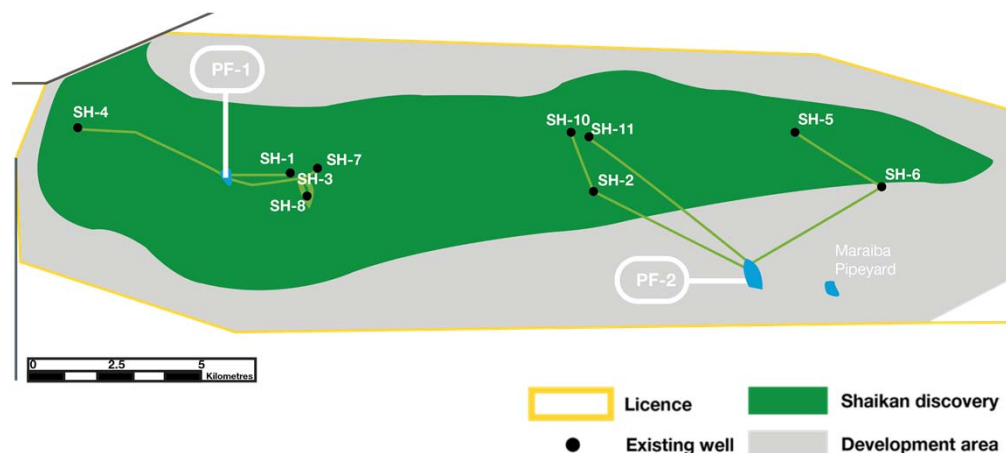 PF-1
SH-4
SH-10
SH-11
SH-5
SH-1
SH-7
SH-3
SH-8
SH-2
SH-6
PF-2
Maraiba
Pipeyard
0 2.5 5
Kilometres
Licence
Shaikan discovery
Existing well
Development area